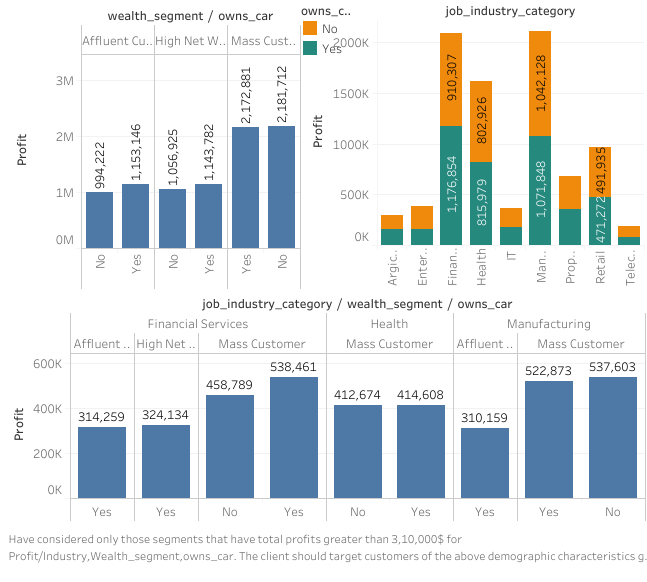 wealth_segment / owns_car
Affluent Cu.. High Net W.. Mass Cust..
3M
2M
1M
0M
Profit
994,222
1,153,146
1,056,925
1,143,782
2,172,881
2,181,712
No Yes No Yes Yes No
owns_c..
No
Yes
job_industry_category
2000K
1500K
1000K
500K
0K
Profit
910,307
1,176,854
802,926
815,979
1,042,128
1,071,848
491,935
471,272
Argic.. Enter.. Finan.. Health IT Man.. Prop.. Retail Telec..
job_industry_category / wealth_segment / owns_car
Financial Services Health Manufacturing
Affluent .. High Net .. Mass Customer Mass Customer Affluent .. Mass Customer
600K
400K
200K
0K
Profit
314,259 324,134 458,789 538,461 412,674 414,608 310,159 522,873 537,603
Yes Yes No Yes No Yes Yes Yes No
Have considered only those segments that have total profits greater than 3,10,000$ for
Profit/Industry,Wealth_segment,owns_car. The client should target customers of the above demographic characteristics g.